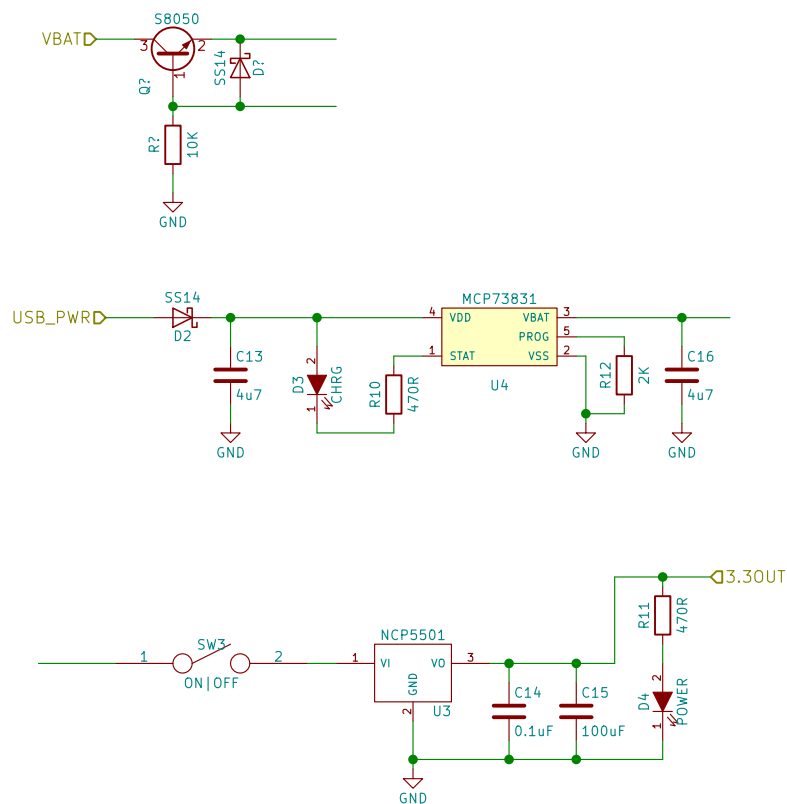 S8050
VBAT
3
2
1
Q?
SS14
D?
R?
10K
GND
SS14
USB_PWR
D2
C13
4u7
GND
D3
CHRG
2
1
R10
470R
MCP73831
4
VDD
VBAT
3
PROG
5
1
STAT
VSS
2
U4
R12
2K
GND
C16
4u7
GND
3.3OUT
R11
470R
SW3
1
2
ON|OFF
NCP5501
1
VI
VO
3
GND
2
U3
C14
0.1uF
C15
100uF
D4
POWER
2
1
GND